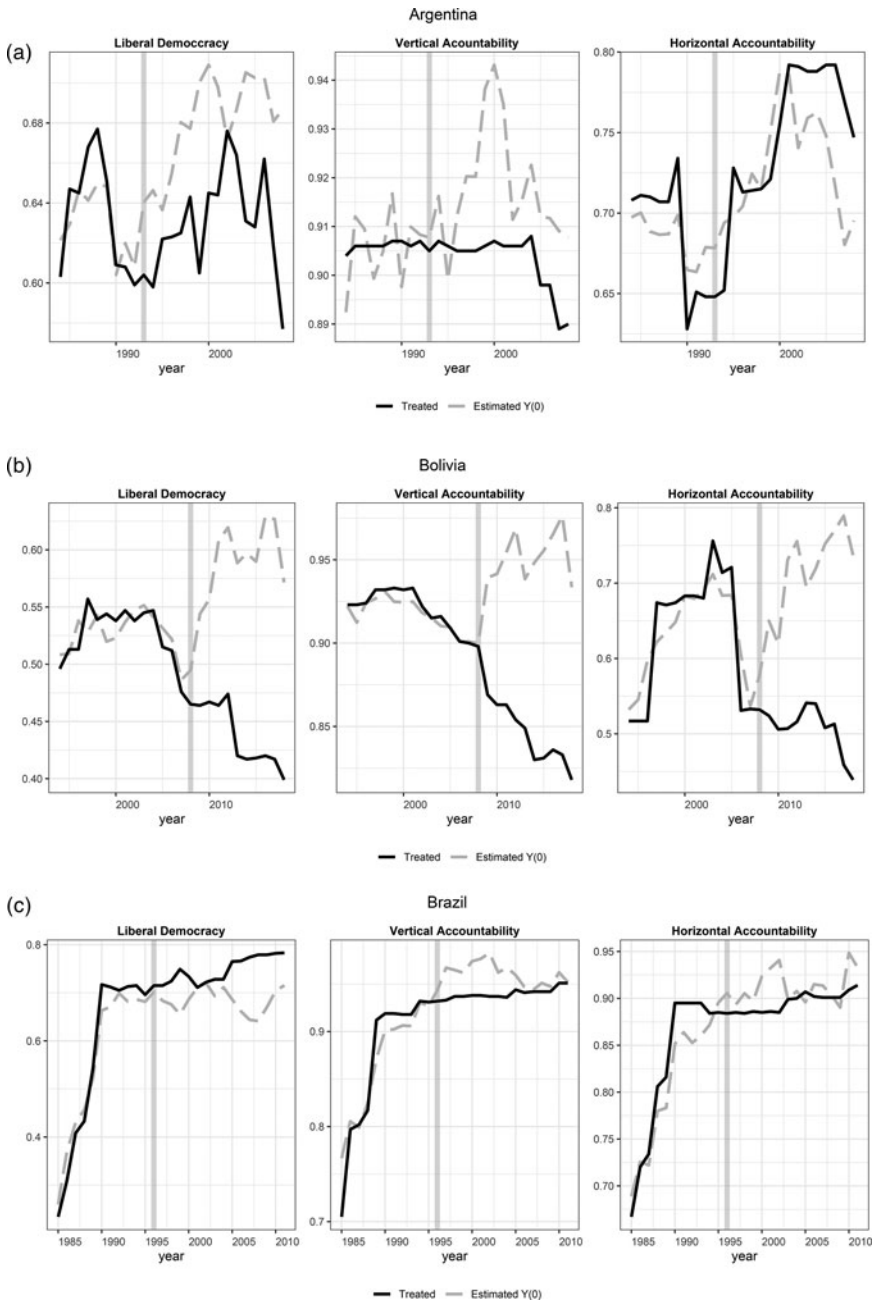 Argentina
(a)
Liberal Democcracy
Vertical Acountability
Horizontal Accountability
0.68
0.64
0.60
0.94
0.93
0.92
0.91
0.90
0.89
0.80
0.75
0.70
0.65
1990 2000
1990 2000
1990 2000
year
year
year
Treated Estimated Y(0)
(b)
Bolivia
Liberal Democracy
Vertical Accountability
Horizontal Accountability
0.60
0.55
0.50
0.45
0.40
0.95
0.90
0.85
0.8
0.7
0.6
0.5
2000 2010
2000 2010
2000 2010
year
year
year
Treated Estimated Y(0)
(c)
Brazil
Liberal Democracy
Vertical Accountability
Horizontal Accountability
0.8
0.6
0.4
0.9
0.8
0.7
0.95
0.90
0.85
0.80
0.75
0.70
1985 1990 1995 2000 2005 2010
1985 1990 1995 2000 2005 2010
1985 1990 1995 2000 2005 2010
year
year
year
Treated Estimated Y(0)